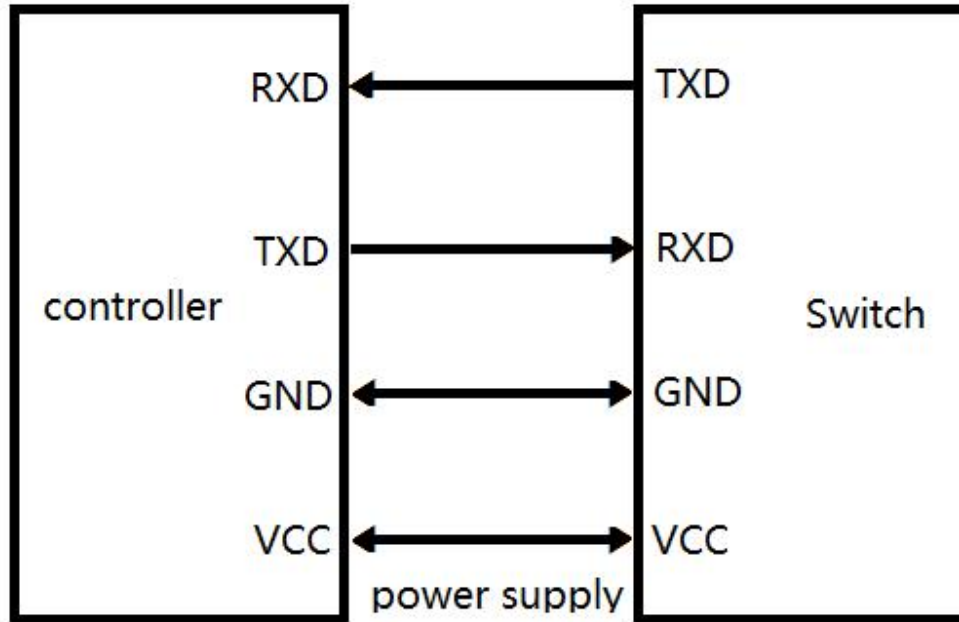 RXD TXD
TXD RXD
controller Switch
GND GND
VCC VCC
power supply